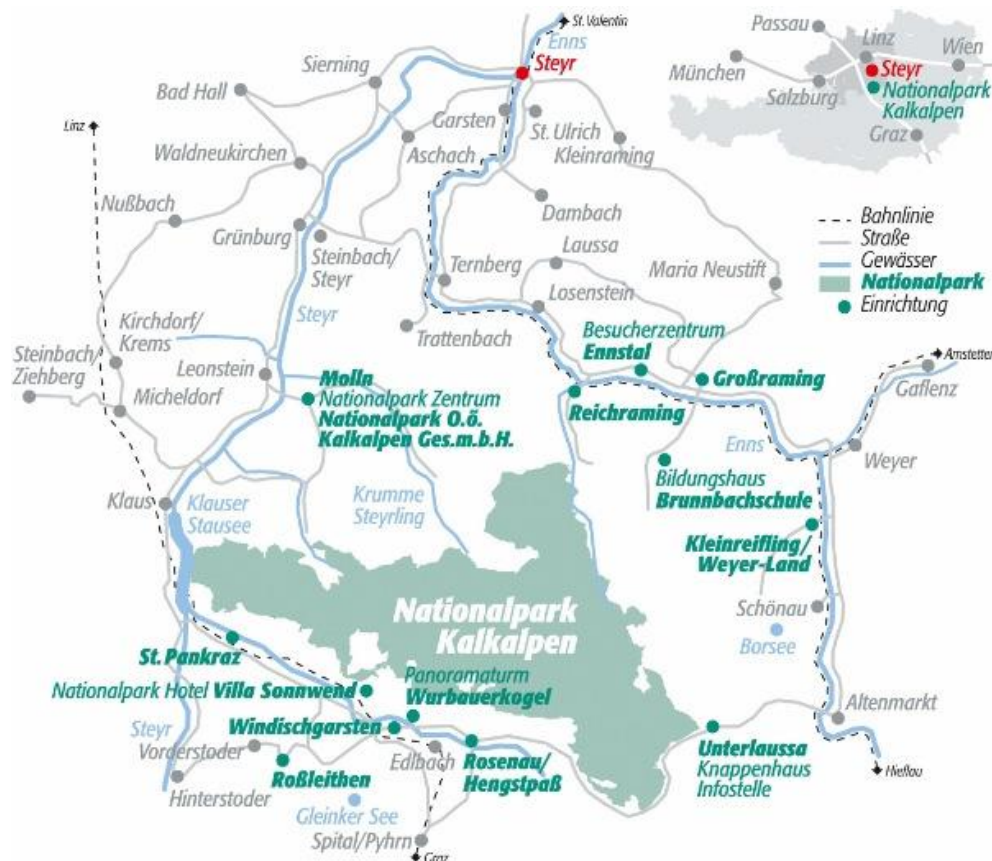 St. Valentin
Enns
Steyr
Sierning
Bad Hall
Garsten
St. Ulrich
Kleinraming
Aschach
Linz
Waldneukirchen
Nußbach
Dambach
Grünburg
Steinbach/
Steyr
Laussa
Ternberg
Maria Neustift
Losenstein
Steyr
Trattenbach
Kirchdorf/
Krems
Steinbach/
Ziehberg
Leonstein
Micheldorf
Besucherzentrum
Ennstal
Großraming
Reichraming
Molln
Nationalpark Zentrum
Nationalpark O.ö.
Kalkalpen Ges.m.b.H.
Amstetten
Gaflenz
Enns
Weyer
Bildungshaus
Brunnbachschule
Klaus
Klauser
Stausee
Krumme
Steyrling
Kleinreifling/
Weyer-Land
Nationalpark
Kalkalpen
Schönau
Borsee
St. Pankraz
Panoramaturm
Wurbauerkogel
Nationalpark Hotel Villa Sonnwend
Altenmarkt
Steyr
Windischgarsten
Vorderstoder
Edlbach
Rosenau/
Hengstpaß
Unterlaussa
Knappenhaus
Infostelle
Hieflau
Roßleithen
Hinterstoder
Gleinker See
Spital/Pyhrn
Graz
Passau
Linz
Wien
München
Steyr
Salzburg
Nationalpark
Kalkalpen
Graz
Bahnlinie
Straße
Gewässer
Nationalpark
Einrichtung